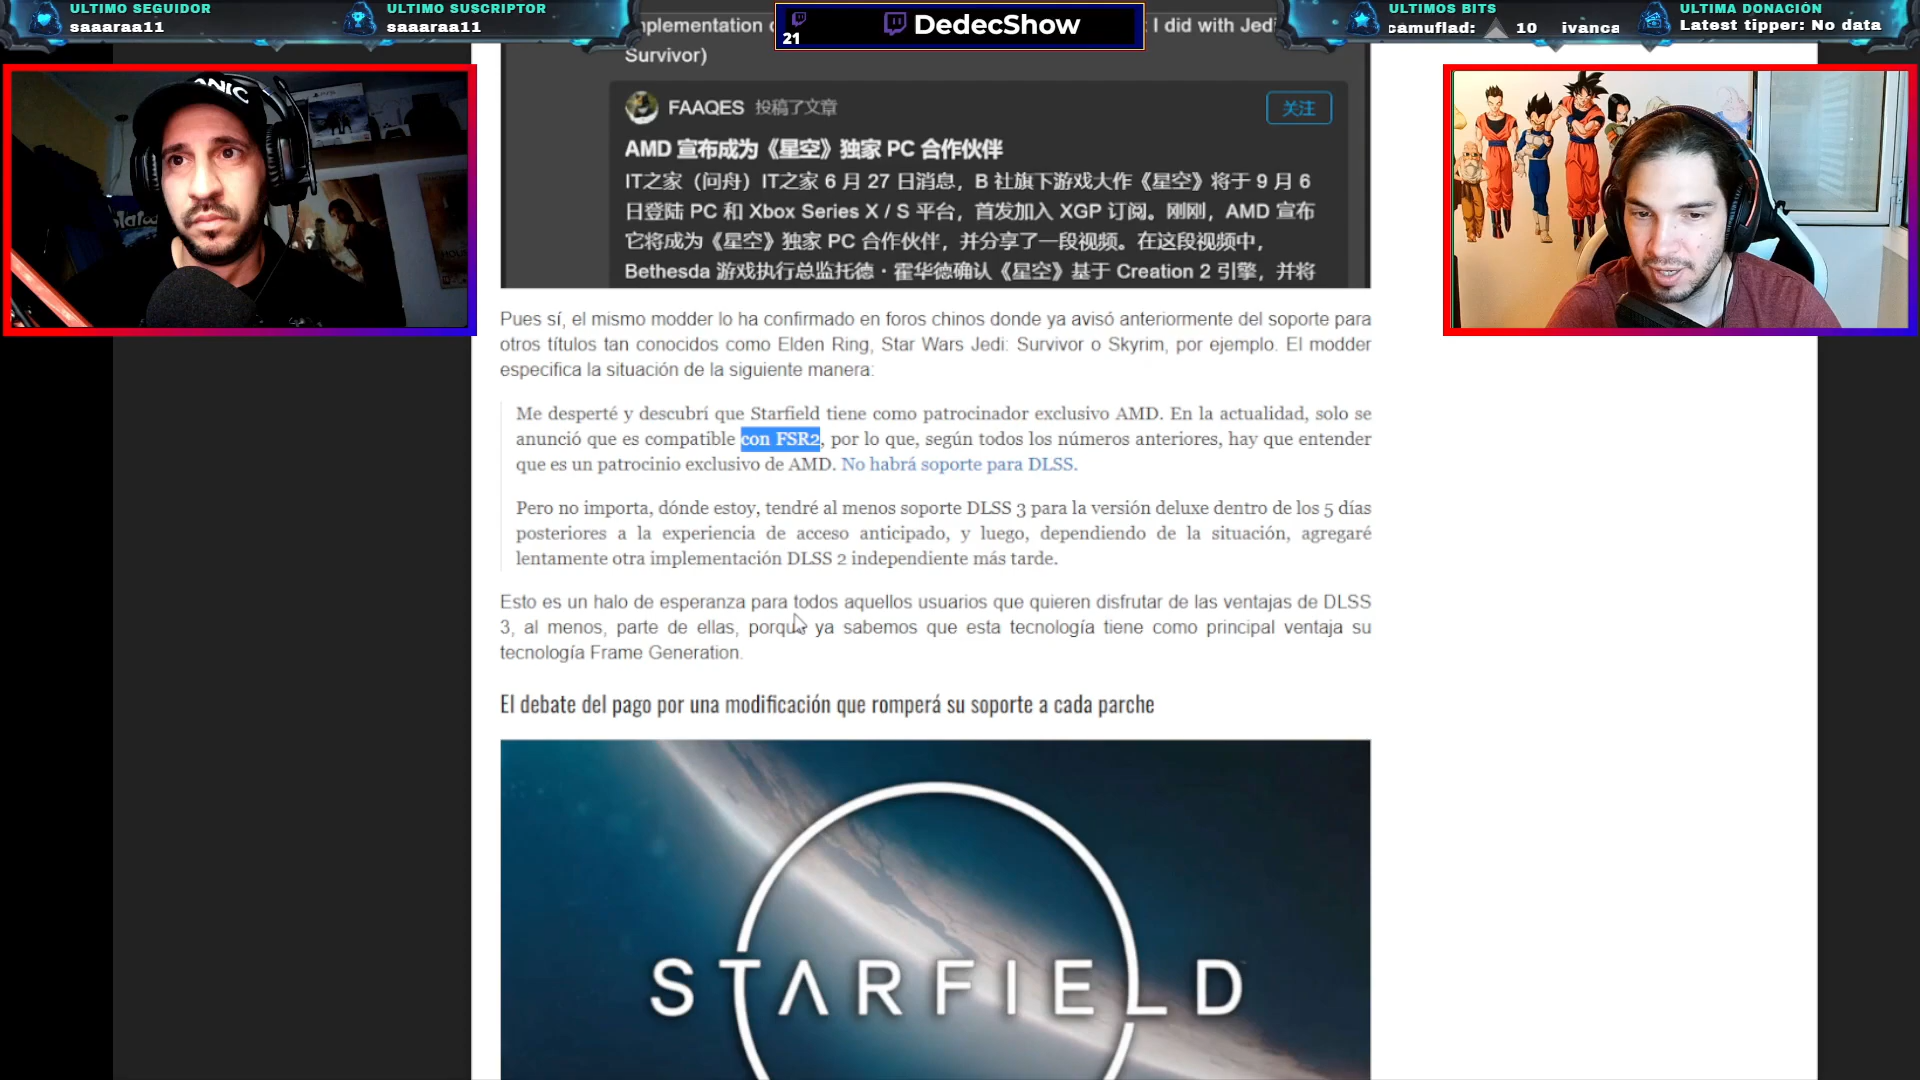 ULTIMO SEGUIDOR
saaaraa11
ULTIMO SUSCRIPTOR
saaaraa11
21
DedecShow
ULTIMOS BITS
camuflad: 10 ivanca
ULTIMA DONACIÓN
Latest tipper: No data
mplementation
I did with Jedi
Survivor)
FAAQES 投稿了文章
关注
AMD 宣布成为《星空》独家 PC 合作伙伴
IT之家（问舟）IT之家 6 月 27 日消息，B 社旗下游戏大作《星空》将于 9 月 6
日登陆 PC 和 Xbox Series X / S 平台，首发加入 XGP 订阅。刚刚，AMD 宣布
它将成为《星空》独家 PC 合作伙伴，并分享了一段视频。在这段视频中，
Bethesda 游戏执行总监托德·霍华德确认《星空》基于 Creation 2 引擎，并将
Pues sí, el mismo modder lo ha confirmado en foros chinos donde ya avisó anteriormente del soporte para
otros títulos tan conocidos como Elden Ring, Star Wars Jedi: Survivor o Skyrim, por ejemplo. El modder
especifica la situación de la siguiente manera:
Me desperté y descubrí que Starfield tiene como patrocinador exclusivo AMD. En la actualidad, solo se
anunció que es compatible con FSR2, por lo que, según todos los números anteriores, hay que entender
que es un patrocinio exclusivo de AMD. No habrá soporte para DLSS.
Pero no importa, dónde estoy, tendré al menos soporte DLSS 3 para la versión deluxe dentro de los 5 días
posteriores a la experiencia de acceso anticipado, y luego, dependiendo de la situación, agregaré
lentamente otra implementación DLSS 2 independiente más tarde.
Esto es un halo de esperanza para todos aquellos usuarios que quieren disfrutar de las ventajas de DLSS
3, al menos, parte de ellas, porque ya sabemos que esta tecnología tiene como principal ventaja su
tecnología Frame Generation.
El debate del pago por una modificación que romperá su soporte a cada parche
STARFIELD